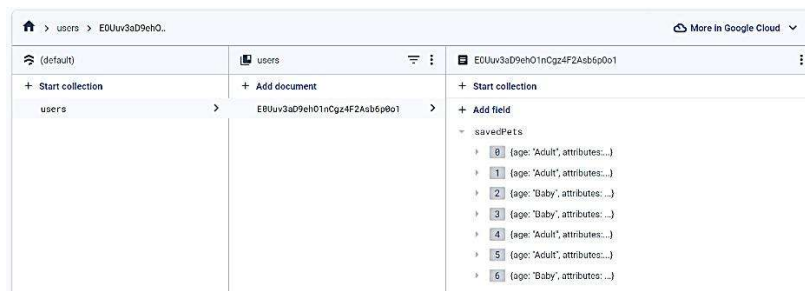 users > E0Uuv3aD9ehO..
More in Google Cloud
(default)
users
E0Uuv3aD9ehO1nCgz4F2Asb6p0o1
+ Start collection
+ Add document
+ Start collection
users
E0Uuv3aD9ehO1nCgz4F2Asb6p0o1
+ Add field
savedPets
0 {age: "Adult", attributes:...}
1 {age: "Adult", attributes:...}
2 {age: "Baby", attributes: ...}
3 {age: "Baby", attributes: ...}
4 {age: "Adult", attributes:...}
5 {age: "Adult", attributes:...}
6 {age: "Baby", attributes: ...}